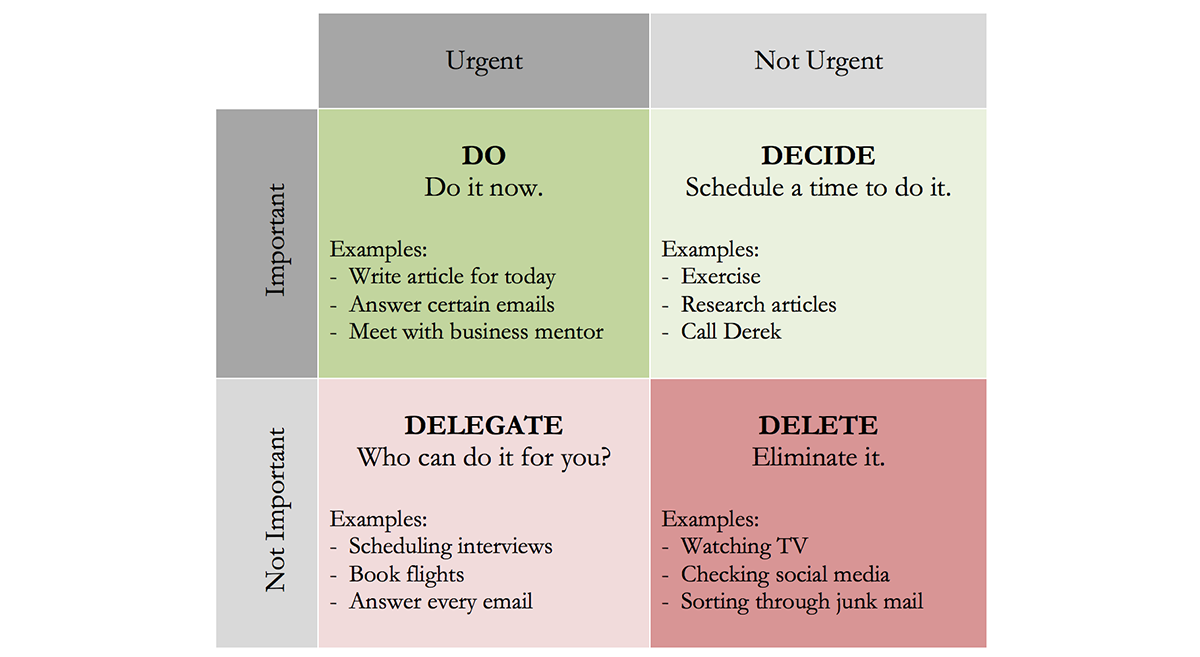 Urgent
Not Urgent
Important
DO
Do it now.
Examples:
- Write article for today
- Answer certain emails
- Meet with business mentor
DECIDE
Schedule a time to do it.
Examples:
- Exercise
- Research articles
- Call Derek
Not Important
DELEGATE
Who can do it for you?
Examples:
- Scheduling interviews
- Book flights
- Answer every email
DELETE
Eliminate it.
Examples:
- Watching TV
- Checking social media
- Sorting through junk mail